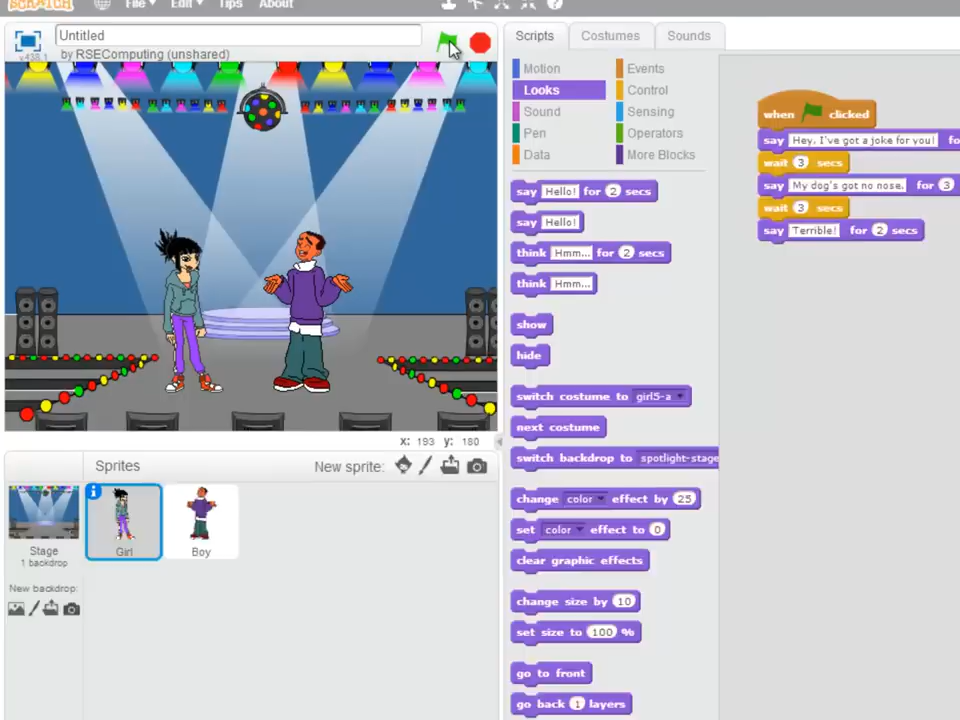 SCRATCH File Edit Tips About
Untitled
v438.1 by RSEComputing (unshared)
Scripts Costumes Sounds
Motion Events
Looks Control
Sound Sensing
Pen Operators
Data More Blocks
say Hello! for 2 secs
say Hello!
think Hmm... for 2 secs
think Hmm...
show
hide
switch costume to girl5-a
next costume
switch backdrop to spotlight-stage
change color effect by 25
set color effect to 0
clear graphic effects
change size by 10
set size to 100 %
go to front
go back 1 layers
when clicked
say Hey, I've got a joke for you! fo
wait 3 secs
say My dog's got no nose. for 3
wait 3 secs
say Terrible! for 2 secs
x: 193 y: 180
Sprites New sprite:
Stage
1 backdrop
New backdrop:
Girl
Boy